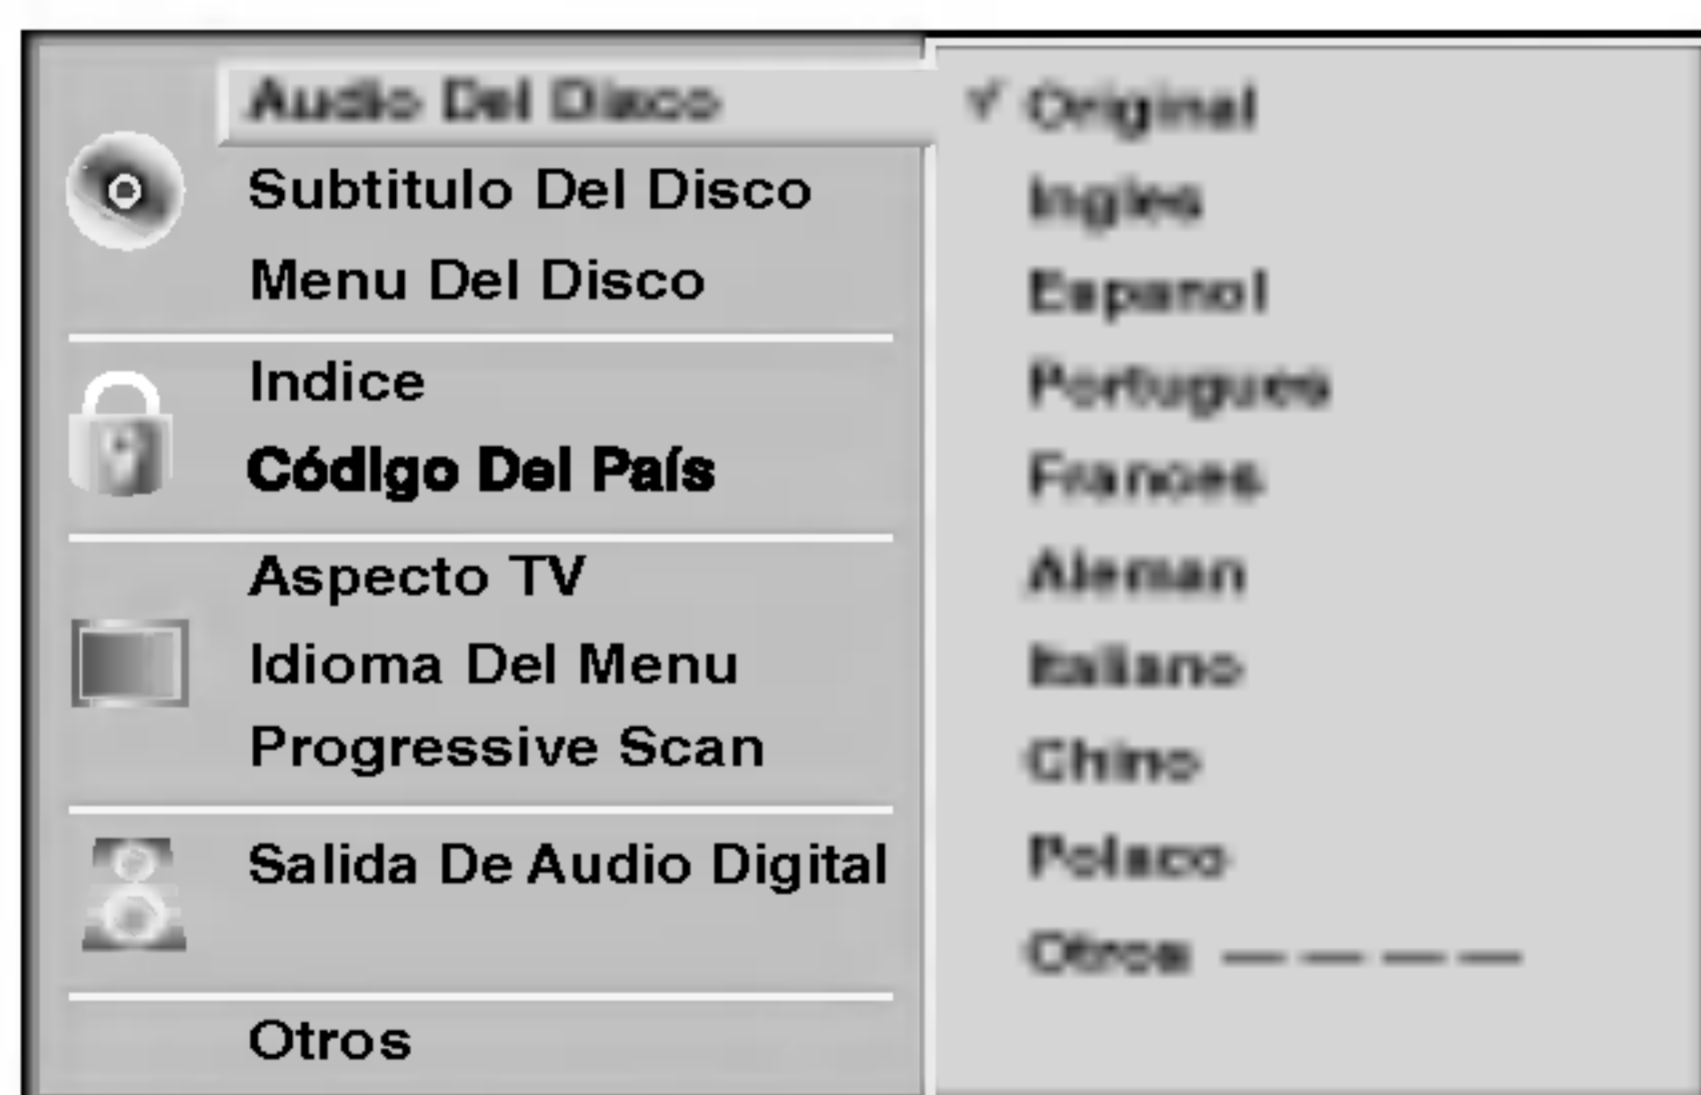 Audio Del Disco
Subtitulo Del Disco
Menu Del Disco
Indice
Código Del País
Aspecto TV
Idioma Del Menu
Progressive Scan
Salida De Audio Digital
Otros
✓ Original
Ingles
Espanol
Portugues
Frances
Aleman
Italiano
Chino
Polaco
Otros — — — —